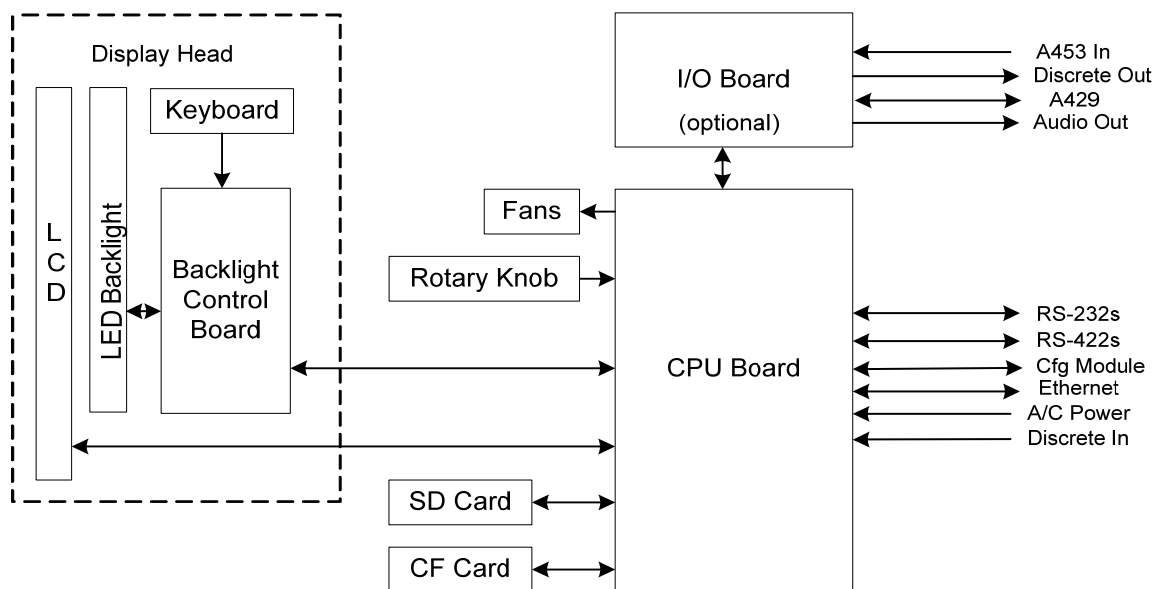 Display Head
LCD
LED Backlight
Keyboard
Backlight
Control
Board
I/O Board
(optional)
A453 In
Discrete Out
A429
Audio Out
Fans
Rotary Knob
CPU Board
RS-232s
RS-422s
Cfg Module
Ethernet
A/C Power
Discrete In
SD Card
CF Card